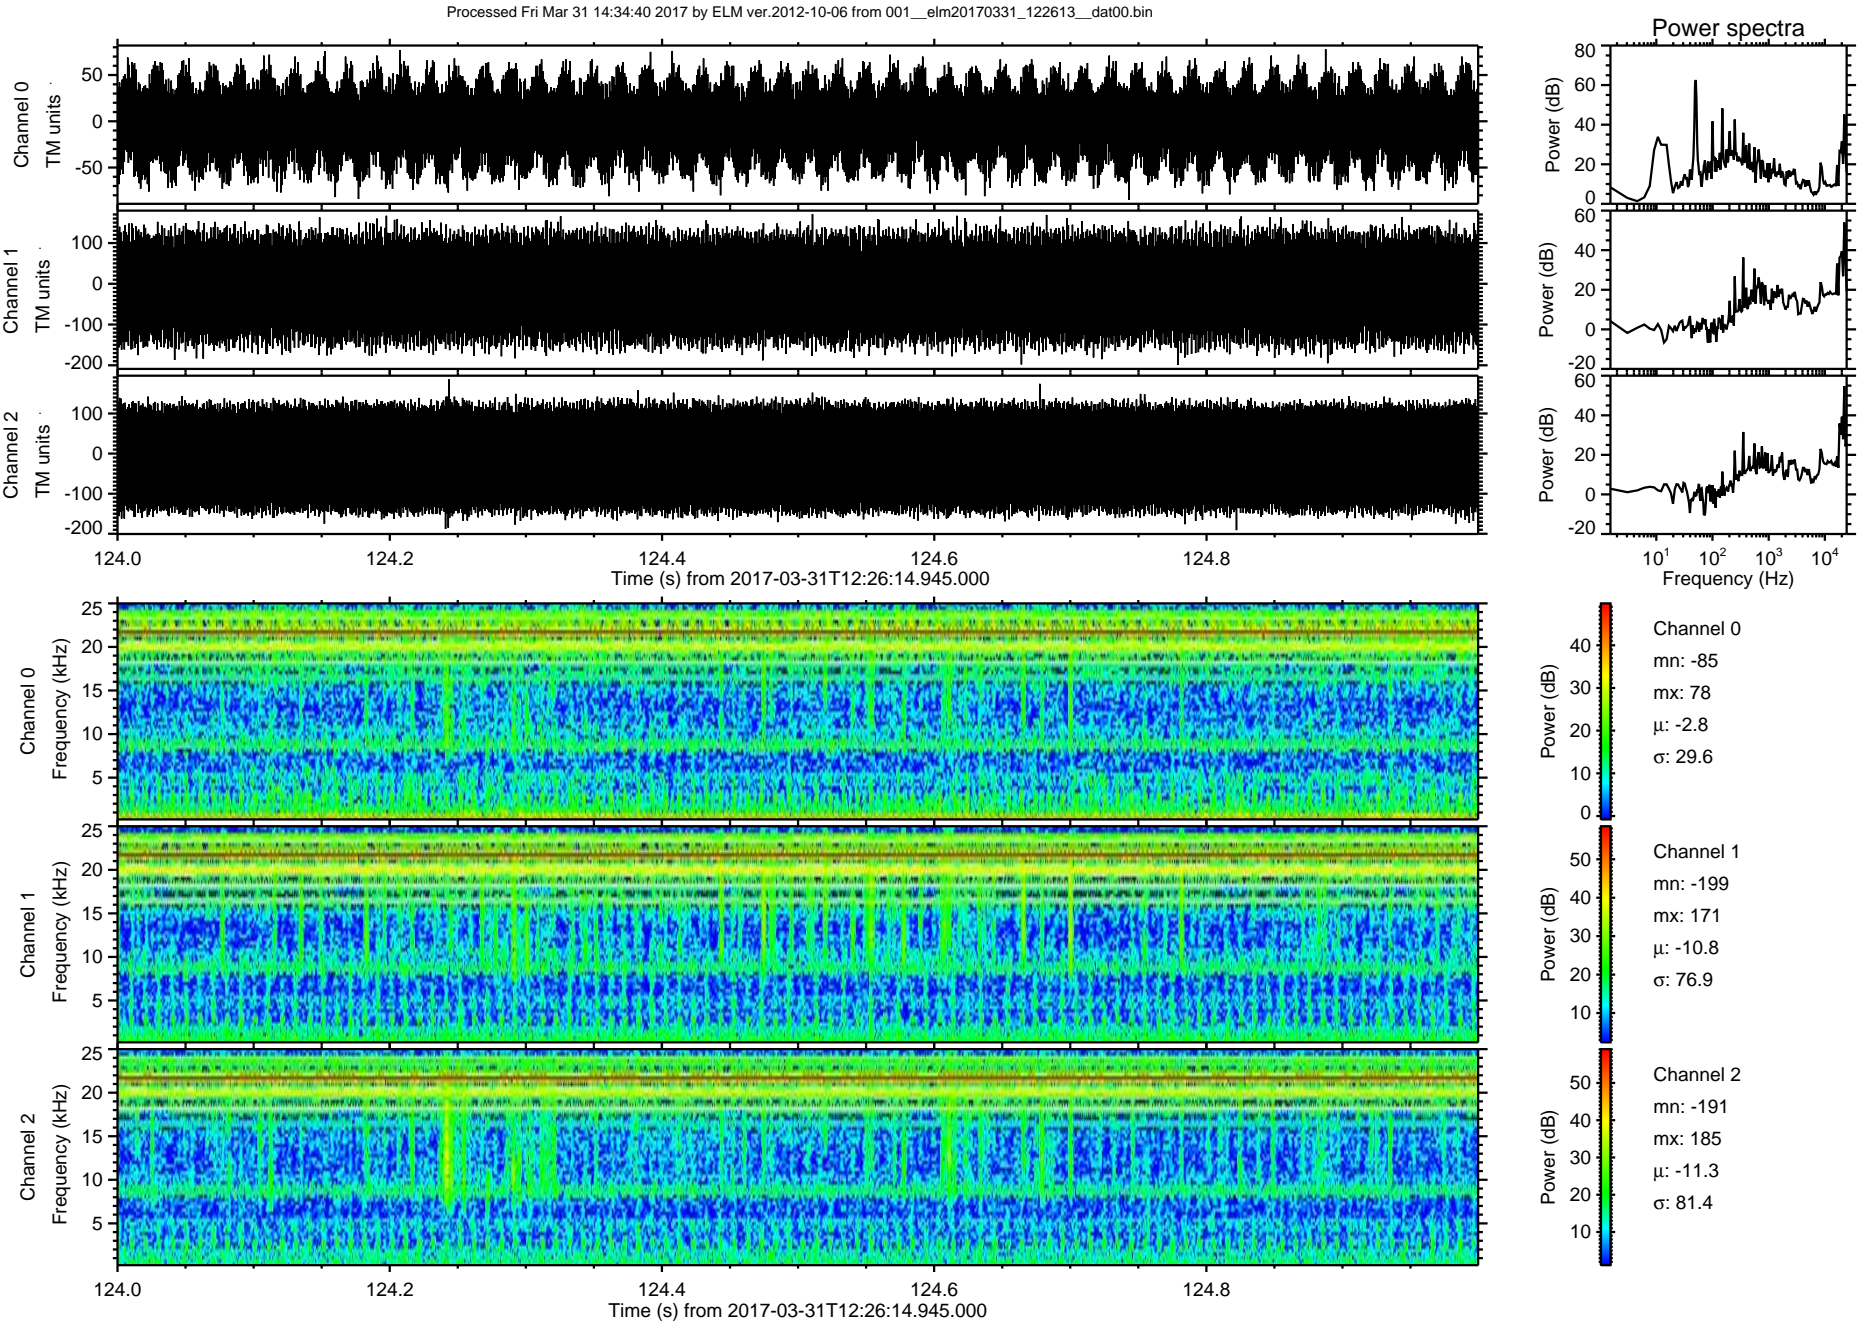 Processed Fri Mar 31 14:34:40 2017 by ELM ver.2012-10-06 from 001__elm20170331_122613__dat00.bin
Power spectra
Channel 0
TM units
50
0
-50
Power (dB)
80
60
40
20
0
Channel 1
TM units
100
0
-100
-200
Power (dB)
60
40
20
0
-20
Channel 2
TM units
100
0
-100
-200
Power (dB)
60
40
20
0
-20
124.0 124.2 124.4 124.6 124.8
Time (s) from 2017-03-31T12:26:14.945.000
10^1 10^2 10^3 10^4
Frequency (Hz)
Channel 0
Frequency (kHz)
25
20
15
10
5
Power (dB)
40
30
20
10
0
Channel 0
mn: -85
mx: 78
μ: -2.8
σ: 29.6
Channel 1
Frequency (kHz)
25
20
15
10
5
Power (dB)
50
40
30
20
10
Channel 1
mn: -199
mx: 171
μ: -10.8
σ: 76.9
Channel 2
Frequency (kHz)
25
20
15
10
5
Power (dB)
50
40
30
20
10
Channel 2
mn: -191
mx: 185
μ: -11.3
σ: 81.4
124.0 124.2 124.4 124.6 124.8
Time (s) from 2017-03-31T12:26:14.945.000